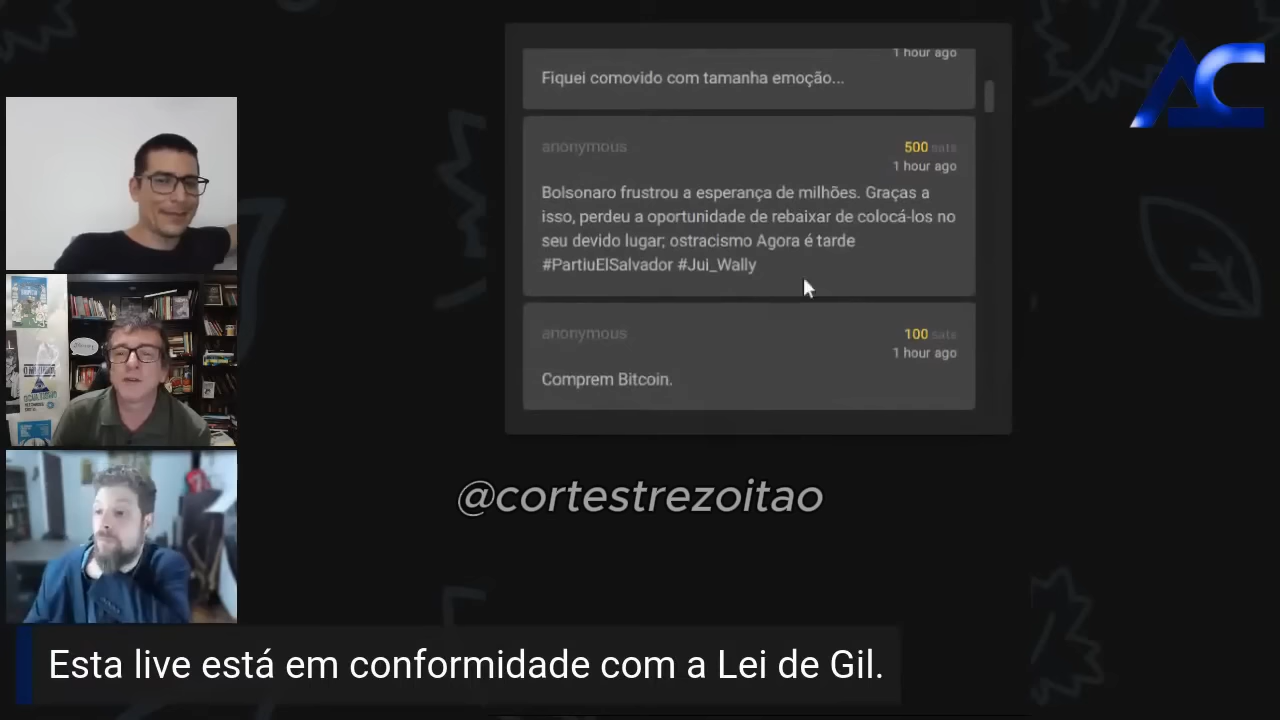 1 hour ago
Fiquei comovido com tamanha emoção...
anonymous
500 sats
1 hour ago
Bolsonaro frustrou a esperança de milhões. Graças a
isso, perdeu a oportunidade de rebaixar de colocá-los no
seu devido lugar; ostracismo Agora é tarde
#PartiuElSalvador #Jui_Wally
anonymous
100 sats
1 hour ago
Comprem Bitcoin.
AC
@cortestrezoitao
Esta live está em conformidade com a Lei de Gil.